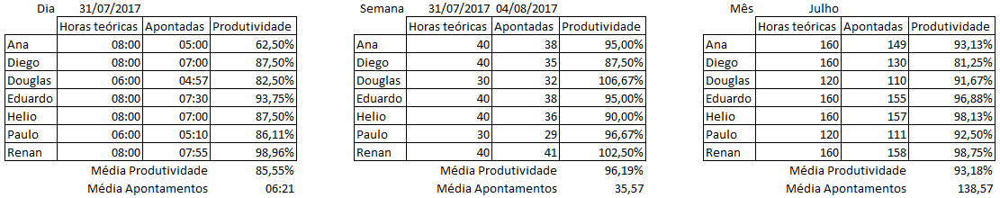 Dia 31/07/2017
Horas teóricas Apontadas Produtividade
Ana 08:00 05:00 62,50%
Diego 08:00 07:00 87,50%
Douglas 06:00 04:57 82,50%
Eduardo 08:00 07:30 93,75%
Helio 08:00 07:00 87,50%
Paulo 06:00 05:10 86,11%
Renan 08:00 07:55 98,96%
Média Produtividade 85,55%
Média Apontamentos 06:21
Semana 31/07/2017 04/08/2017
Horas teóricas Apontadas Produtividade
Ana 40 38 95,00%
Diego 40 35 87,50%
Douglas 30 32 106,67%
Eduardo 40 38 95,00%
Helio 40 36 90,00%
Paulo 30 29 96,67%
Renan 40 41 102,50%
Média Produtividade 96,19%
Média Apontamentos 35,57
Mês Julho
Horas teóricas Apontadas Produtividade
Ana 160 149 93,13%
Diego 160 130 81,25%
Douglas 120 110 91,67%
Eduardo 160 155 96,88%
Helio 160 157 98,13%
Paulo 120 111 92,50%
Renan 160 158 98,75%
Média Produtividade 93,18%
Média Apontamentos 138,57